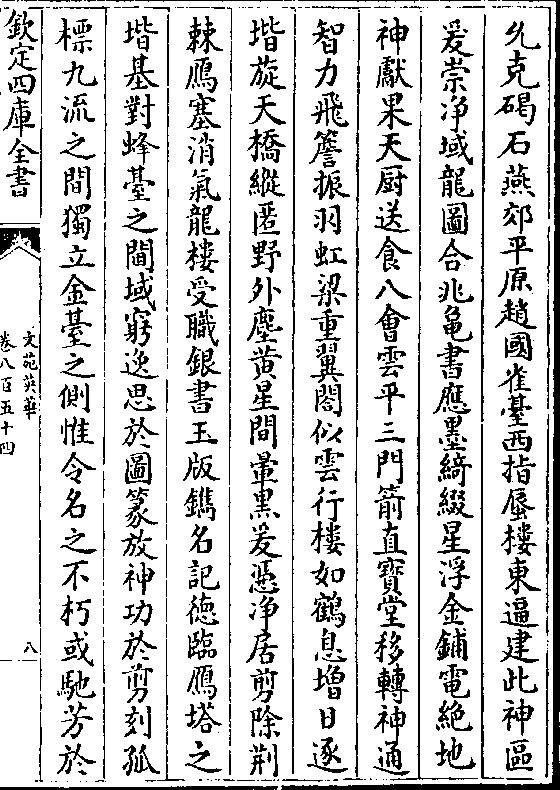 允克碣石燕郊平原趙國雀臺西指蜃樓東逼建此神區
爰崇净域龍圖合兆龜書應墨綺綴星浮金鋪電絶地
神獻果天厨送食八會雲平三門箭直寳堂移轉神通
智力飛簷振羽虹梁重翼閣似雲行樓如鶴息増日逐
堦旋天橋縱匿野外塵黄星間暈黒爰憑净居剪除荆
棘鴈塞消氣龍樓受職銀書玉版鐫名記徳臨鴈塔之
堦基對蜂臺之閫域窮逸思於圖篆放神功於剪刻孤
標九流之間獨立金臺之側惟令名之不朽或馳芳於
欽定四庫全書
文苑英華
卷八百五十四
八